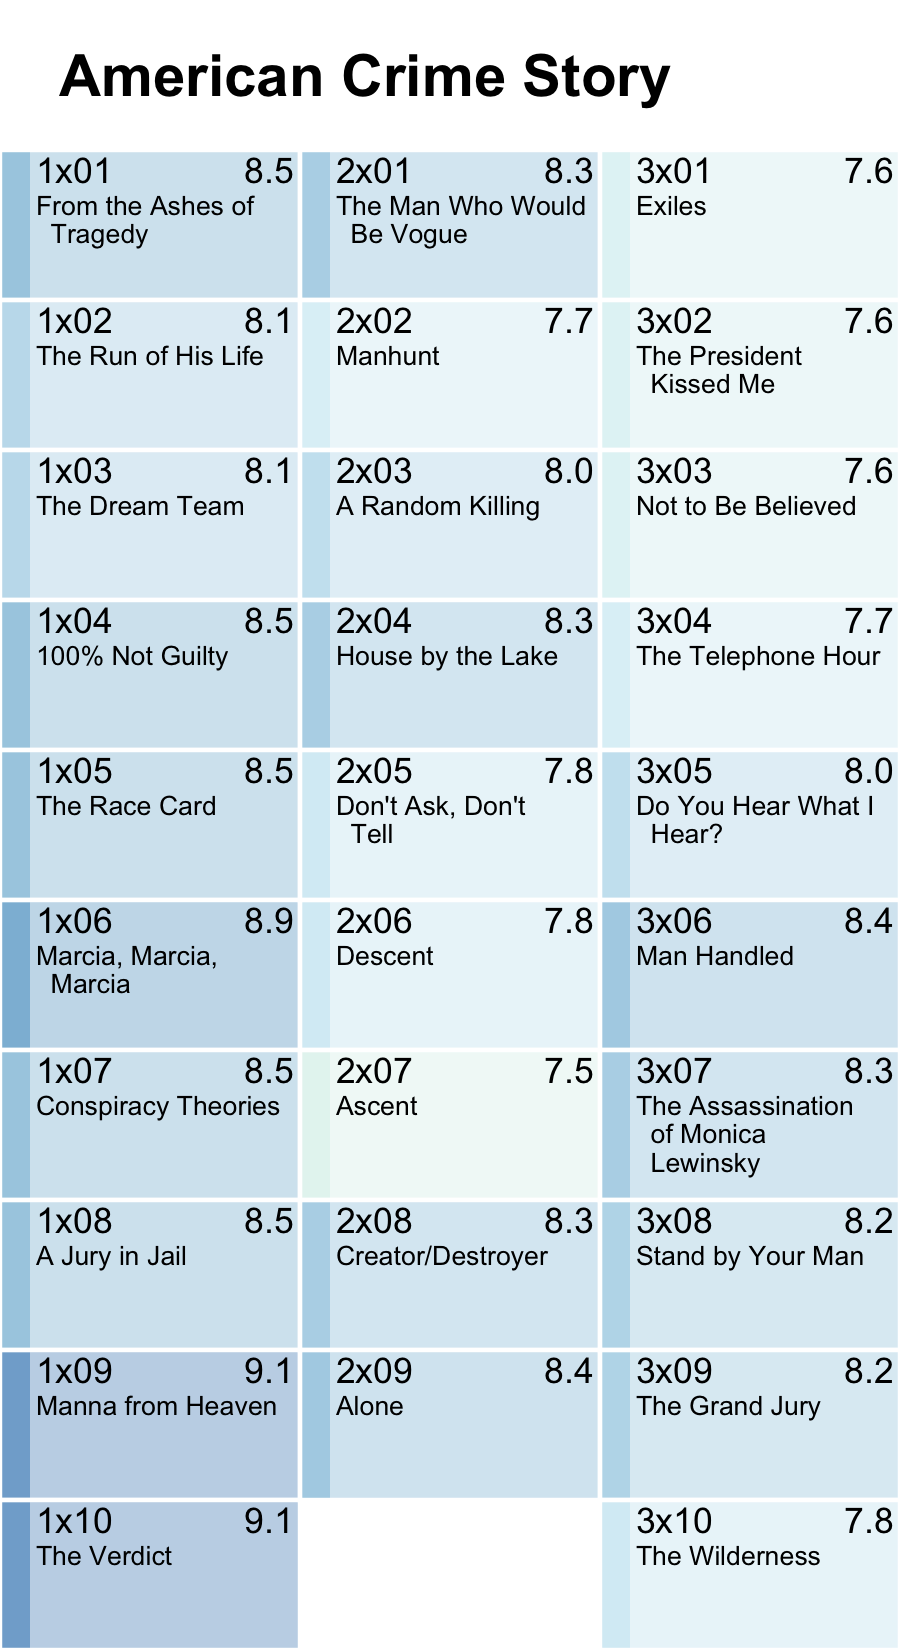 American Crime Story
1x01 8.5
From the Ashes of
Tragedy
2x01 8.3
The Man Who Would
Be Vogue
3x01 7.6
Exiles
1x02 8.1
The Run of His Life
2x02 7.7
Manhunt
3x02 7.6
The President
Kissed Me
1x03 8.1
The Dream Team
2x03 8.0
A Random Killing
3x03 7.6
Not to Be Believed
1x04 8.5
100% Not Guilty
2x04 8.3
House by the Lake
3x04 7.7
The Telephone Hour
1x05 8.5
The Race Card
2x05 7.8
Don't Ask, Don't
Tell
3x05 8.0
Do You Hear What I
Hear?
1x06 8.9
Marcia, Marcia,
Marcia
2x06 7.8
Descent
3x06 8.4
Man Handled
1x07 8.5
Conspiracy Theories
2x07 7.5
Ascent
3x07 8.3
The Assassination
of Monica
Lewinsky
1x08 8.5
A Jury in Jail
2x08 8.3
Creator/Destroyer
3x08 8.2
Stand by Your Man
1x09 9.1
Manna from Heaven
2x09 8.4
Alone
3x09 8.2
The Grand Jury
1x10 9.1
The Verdict
3x10 7.8
The Wilderness